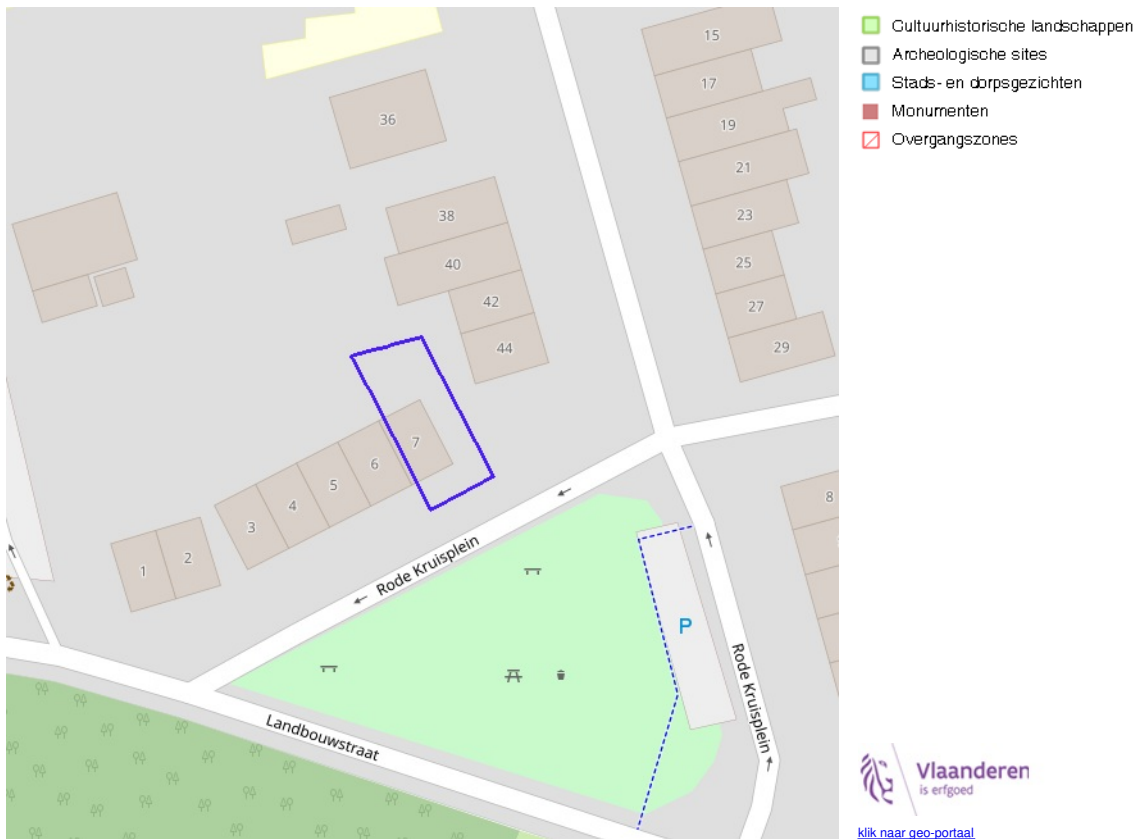 Cultuurhistorische landschappen
Archeologische sites
Stads- en dorpsgezichten
Monumenten
Overgangszones
15
17
19
21
23
25
27
29
36
38
40
42
44
7
6
5
4
3
2
1
8
Rode Kruisplein
P
Rode Kruisplein
Landbouwstraat
Vlaanderen
is erfgoed
klik naar geo-portaal